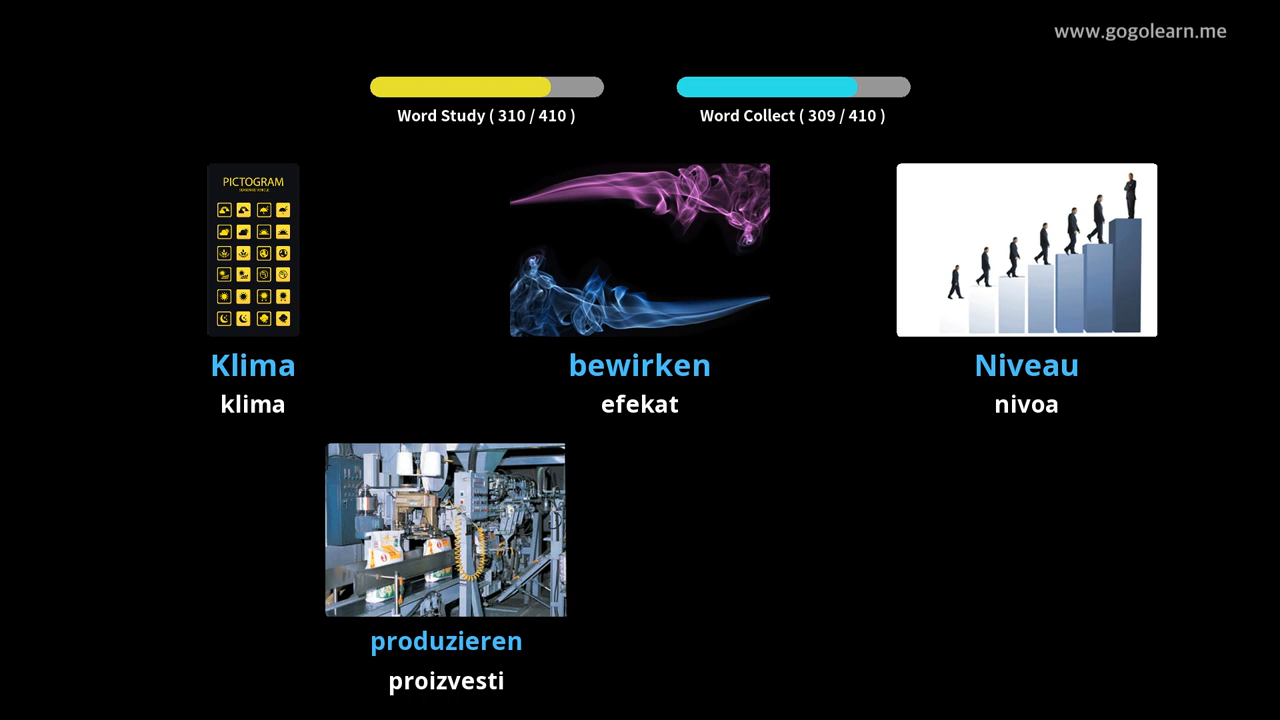 www.gogolearn.me
Word Study ( 310 / 410 )
Word Collect ( 309 / 410 )
PICTOGRAM
Klima
klima
bewirken
efekat
Niveau
nivoa
produzieren
proizvesti